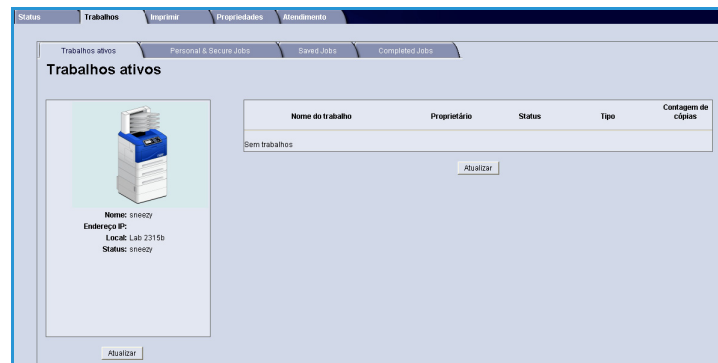 Status Trabalhos Imprimir Propriedades Atendimento
Trabalhos ativos Personal & Secure Jobs Saved Jobs Completed Jobs
Trabalhos ativos
Nome do trabalho Proprietário Status Tipo Contagem de cópias
Sem trabalhos
Atualizar
Nome: sneezy
Endereço IP:
Local: Lab 2315b
Status: sneezy
Atualizar